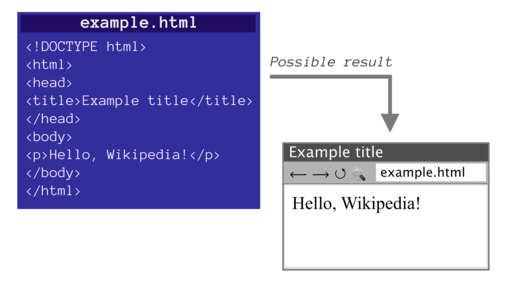 example.html
<!DOCTYPE html>
<html>
<head>
<title>Example title</title>
</head>
<body>
<p>Hello, Wikipedia!</p>
</body>
</html>
Possible result
Example title
example.html
Hello, Wikipedia!